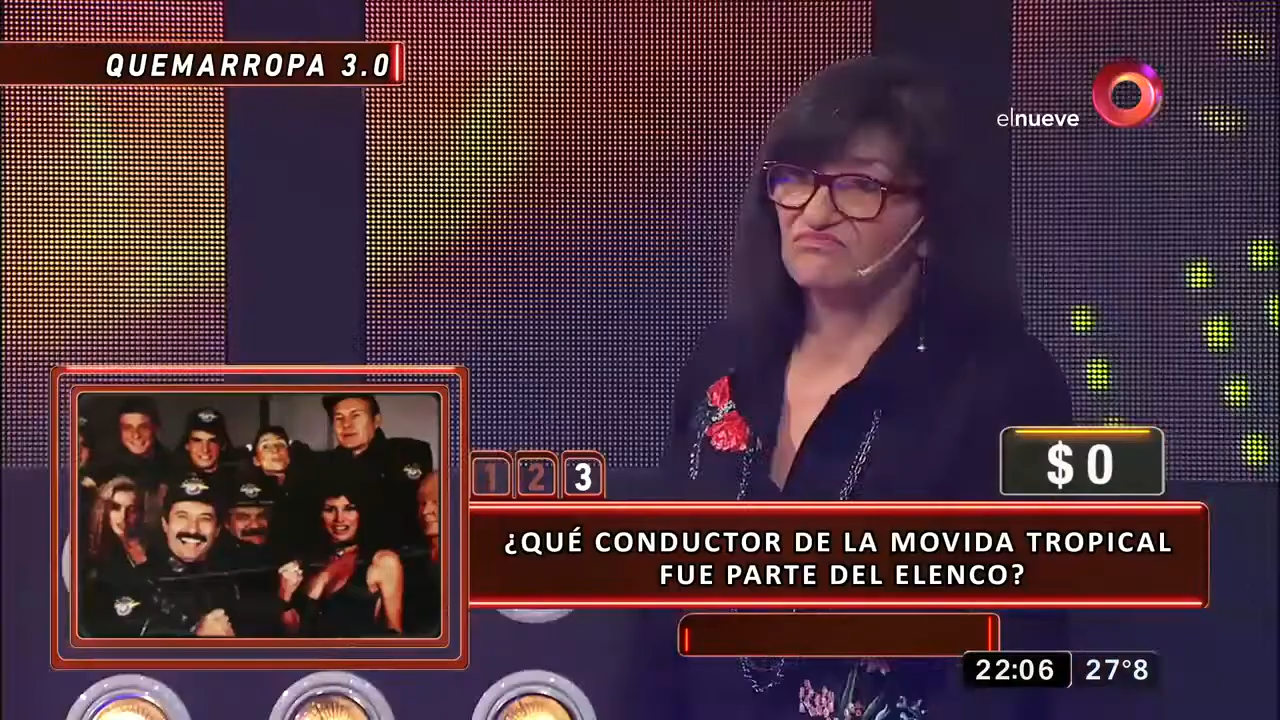 QUEMARROPA 3.0
elnueve
1 2 3
$ 0
¿QUÉ CONDUCTOR DE LA MOVIDA TROPICAL
FUE PARTE DEL ELENCO?
22:06 27°8